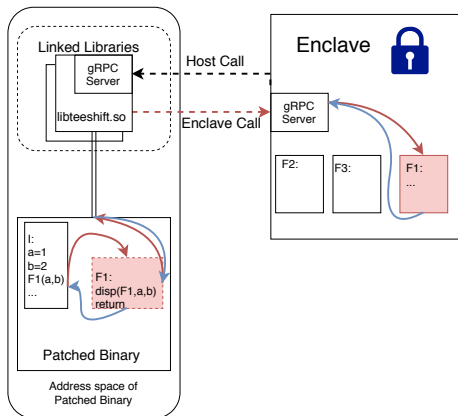 Linked Libraries
gRPC
Server
libteeshift.so
Host Call
Enclave Call
Enclave
gRPC
Server
F2:
F3:
F1:
...
I:
a=1
b=2
F1(a,b)
...
F1:
disp(F1,a,b)
return
Patched Binary
Address space of
Patched Binary